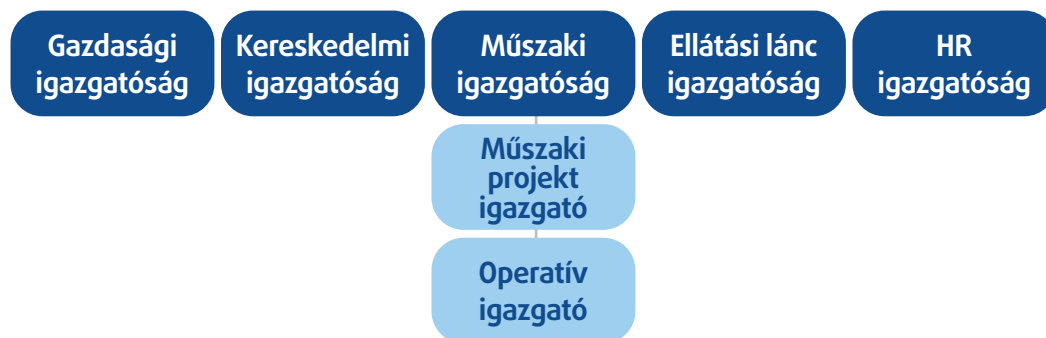 Gazdasági
igazgatóság
Kereskedelmi
igazgatóság
Műszaki
igazgatóság
Ellátási lánc
igazgatóság
HR
igazgatóság
Műszaki
projekt
igazgató
Operatív
igazgató